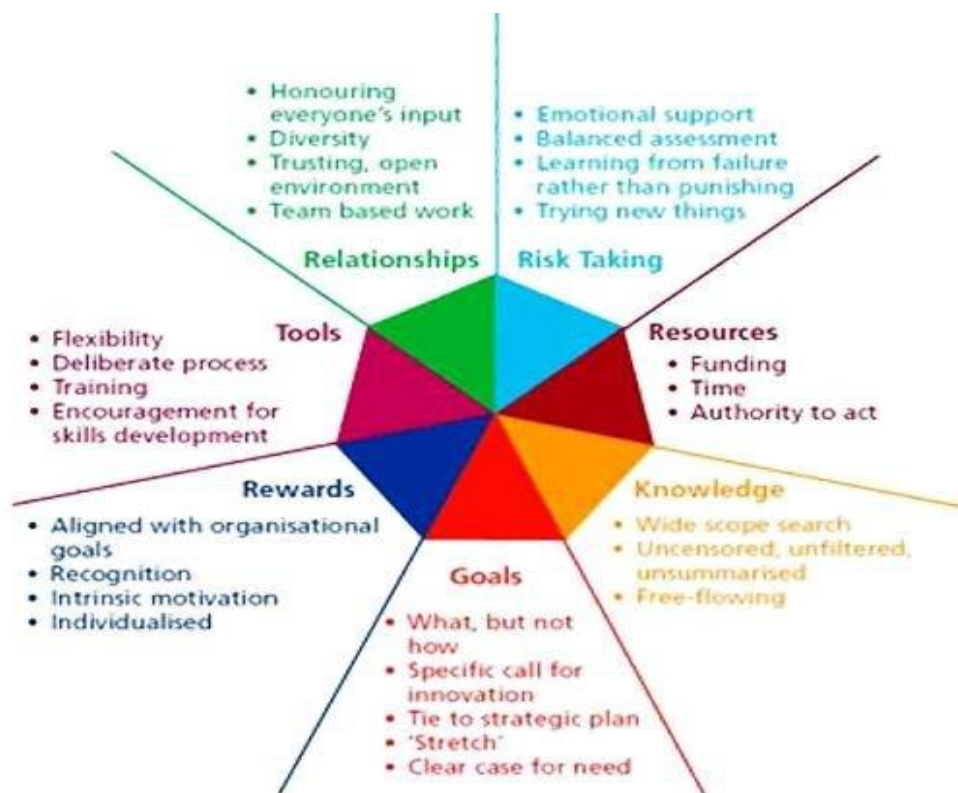 • Honouring
everyone's input
• Diversity
• Trusting, open
environment
• Team based work
Relationships
• Emotional support
• Balanced assessment
• Learning from failure
rather than punishing
• Trying new things
Risk Taking
Resources
• Funding
• Time
• Authority to act
Knowledge
• Wide scope search
• Uncensored, unfiltered,
unsummarised
• Free-flowing
Goals
• What, but not
how
• Specific call for
innovation
• Tie to strategic plan
• 'Stretch'
• Clear case for need
Rewards
• Aligned with organisational
goals
• Recognition
• Intrinsic motivation
• Individualised
Tools
• Flexibility
• Deliberate process
• Training
• Encouragement for
skills development